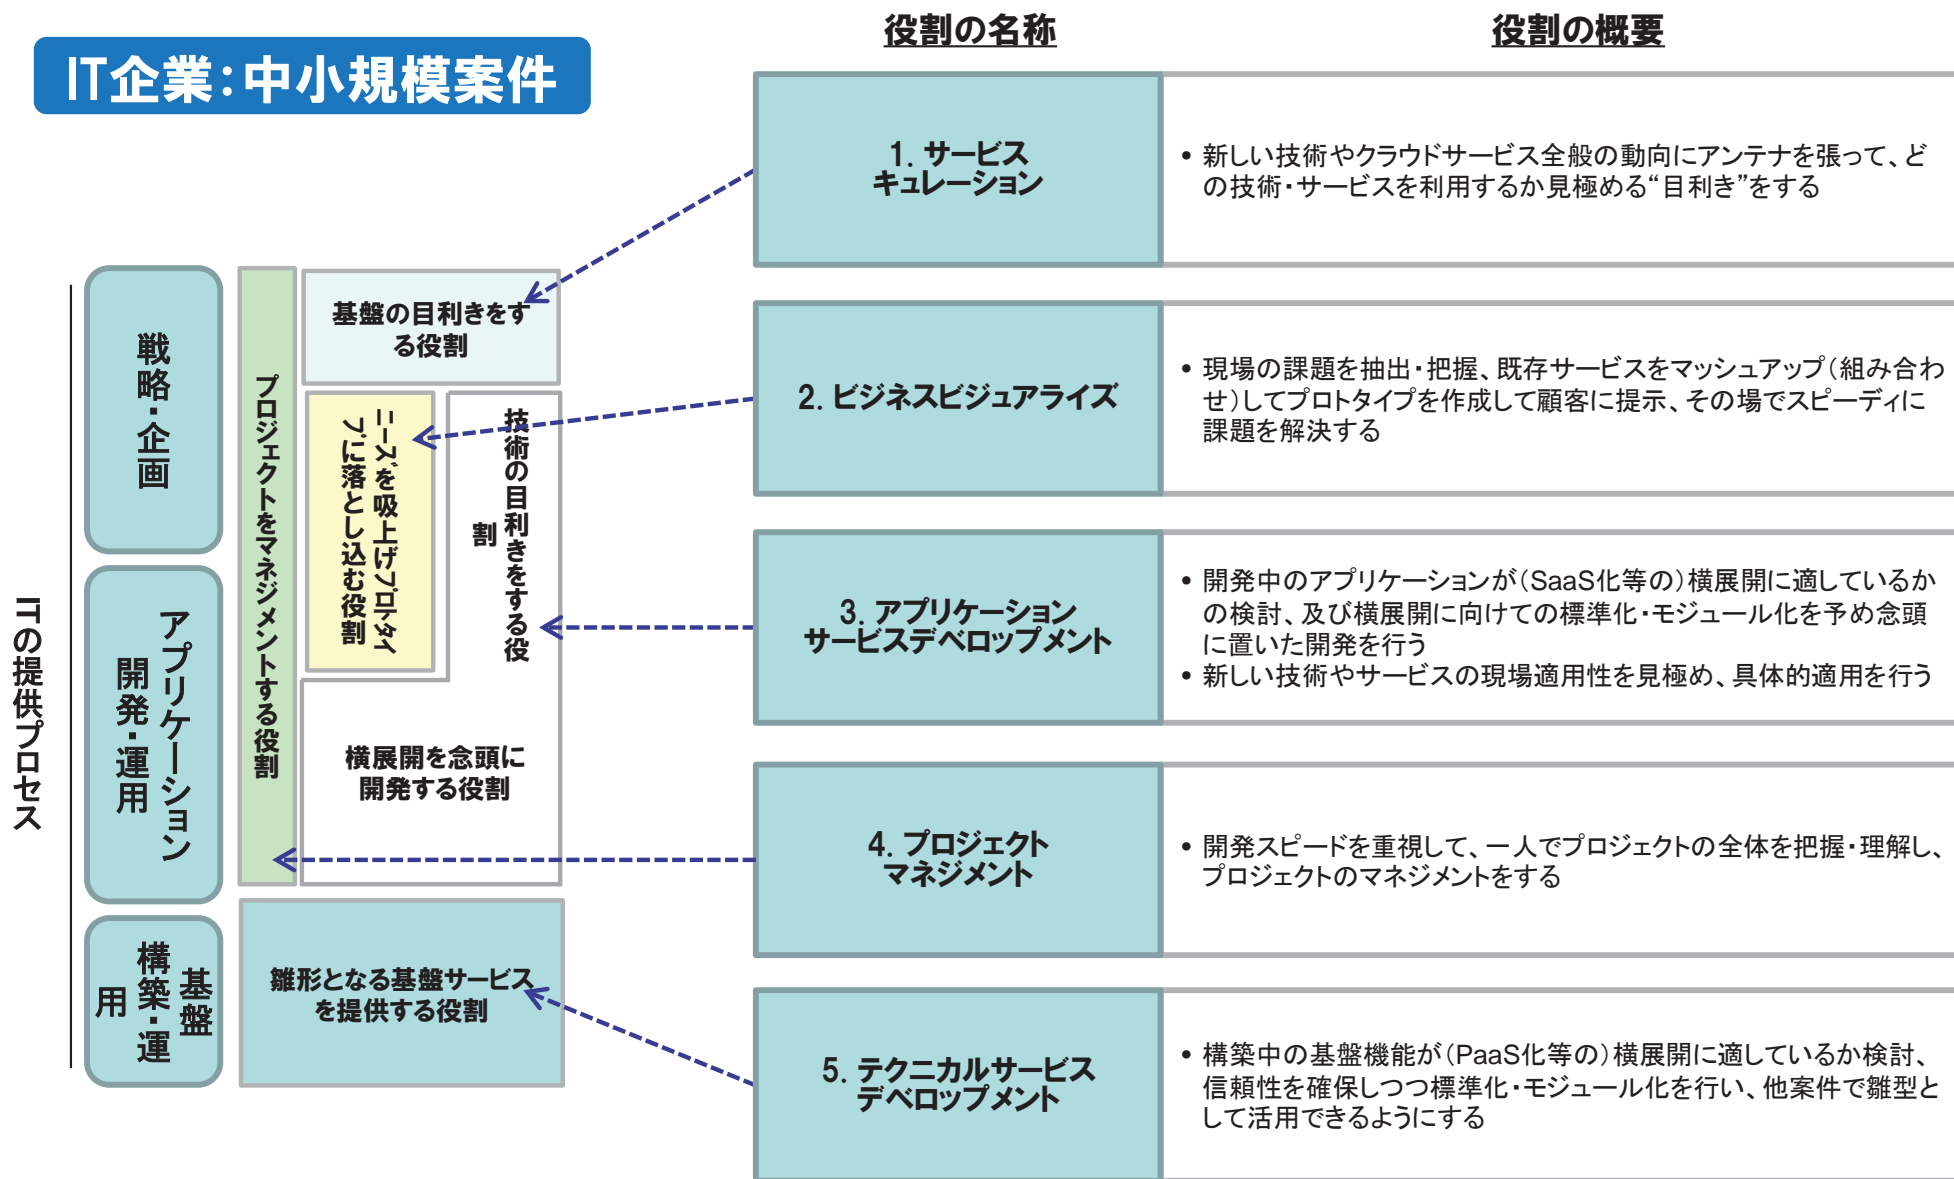 IT企業：中小規模案件
役割の名称
役割の概要
ITの提供プロセス
戦略・企画
アプリケーション
開発・運用
基盤
構築・運
用
プロジェクトをマネジメントする役割
基盤の目利きをす
る役割
ニーズを吸上げプロトタイ
プに落とし込む役割
技術の目利きをする役
割
横展開を念頭に
開発する役割
雛形となる基盤サービス
を提供する役割
1. サービス
キュレーション
• 新しい技術やクラウドサービス全般の動向にアンテナを張って、ど
の技術・サービスを利用するか見極める“目利き”をする
2. ビジネスビジュアライズ
• 現場の課題を抽出・把握、既存サービスをマッシュアップ（組み合わ
せ）してプロトタイプを作成して顧客に提示、その場でスピーディに
課題を解決する
3. アプリケーション
サービスデベロップメント
• 開発中のアプリケーションが（SaaS化等の）横展開に適しているか
の検討、及び横展開に向けての標準化・モジュール化を予め念頭
に置いた開発を行う
• 新しい技術やサービスの現場適用性を見極め、具体的適用を行う
4. プロジェクト
マネジメント
• 開発スピードを重視して、一人でプロジェクトの全体を把握・理解し、
プロジェクトのマネジメントをする
5. テクニカルサービス
デベロップメント
• 構築中の基盤機能が（PaaS化等の）横展開に適しているか検討、
信頼性を確保しつつ標準化・モジュール化を行い、他案件で雛型と
して活用できるようにする